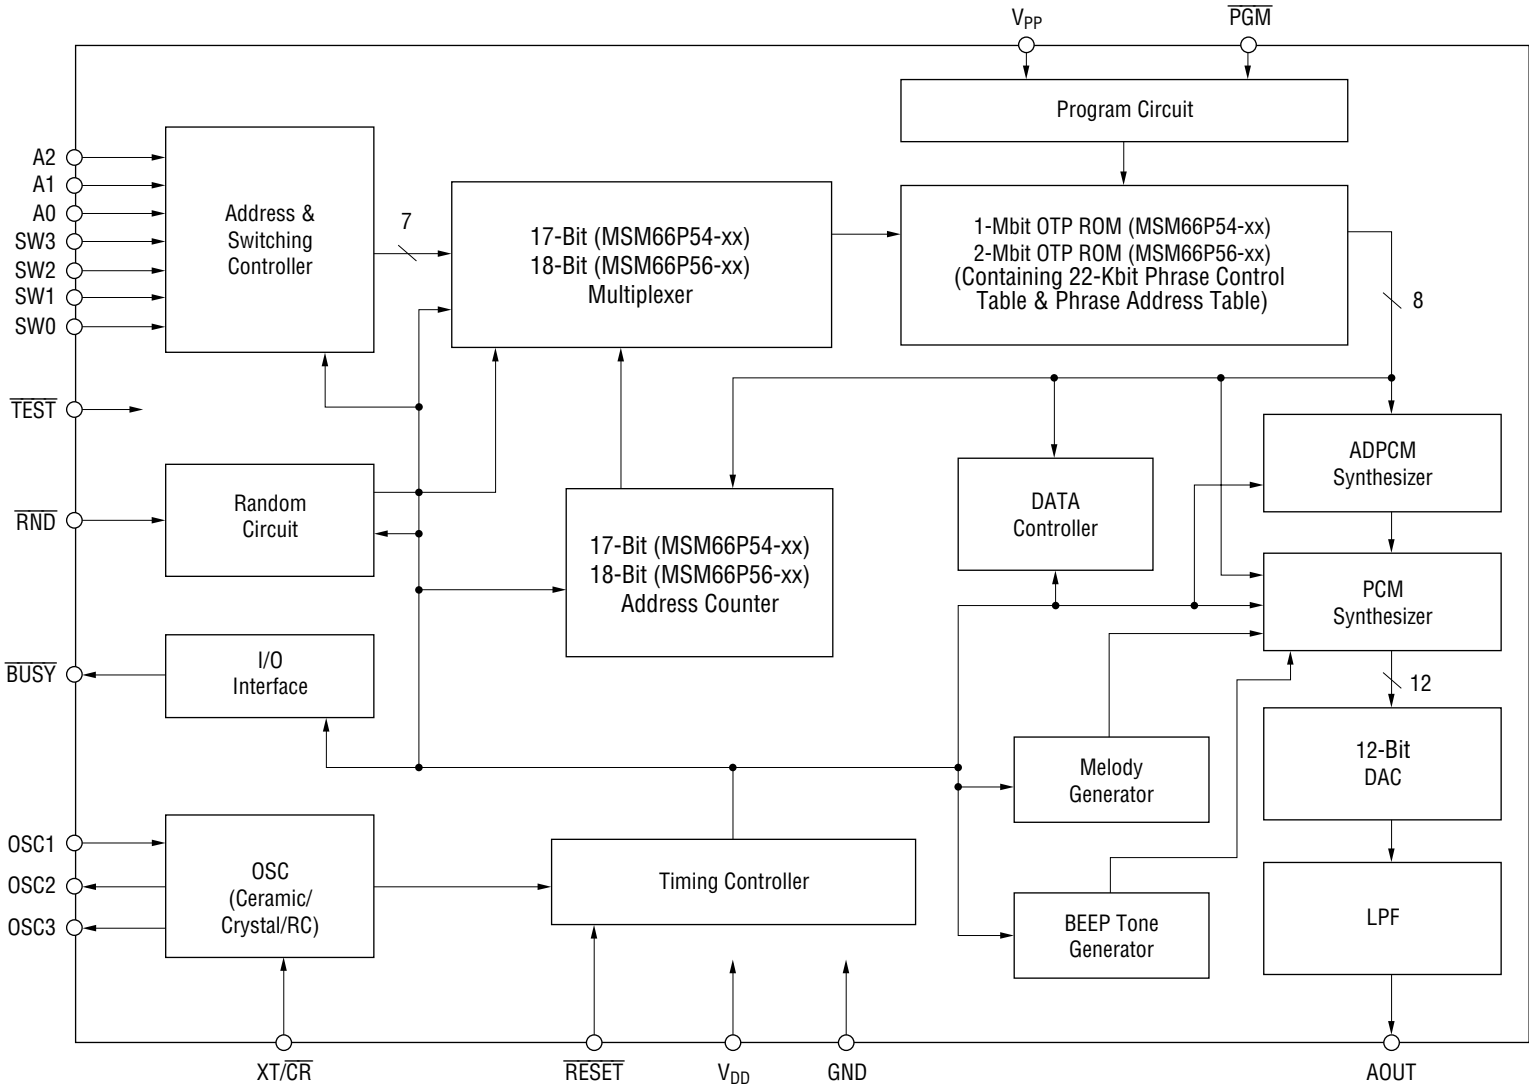 VPP
PGM
Program Circuit
A2
A1
A0
SW3
SW2
SW1
SW0
Address &
Switching
Controller
7
17-Bit (MSM66P54-xx)
18-Bit (MSM66P56-xx)
Multiplexer
1-Mbit OTP ROM (MSM66P54-xx)
2-Mbit OTP ROM (MSM66P56-xx)
(Containing 22-Kbit Phrase Control
Table & Phrase Address Table)
8
TEST
RND
Random
Circuit
17-Bit (MSM66P54-xx)
18-Bit (MSM66P56-xx)
Address Counter
DATA
Controller
ADPCM
Synthesizer
PCM
Synthesizer
BUSY
I/O
Interface
12
12-Bit
DAC
Melody
Generator
OSC1
OSC2
OSC3
OSC
(Ceramic/
Crystal/RC)
Timing Controller
BEEP Tone
Generator
LPF
XT/CR
RESET
VDD
GND
AOUT